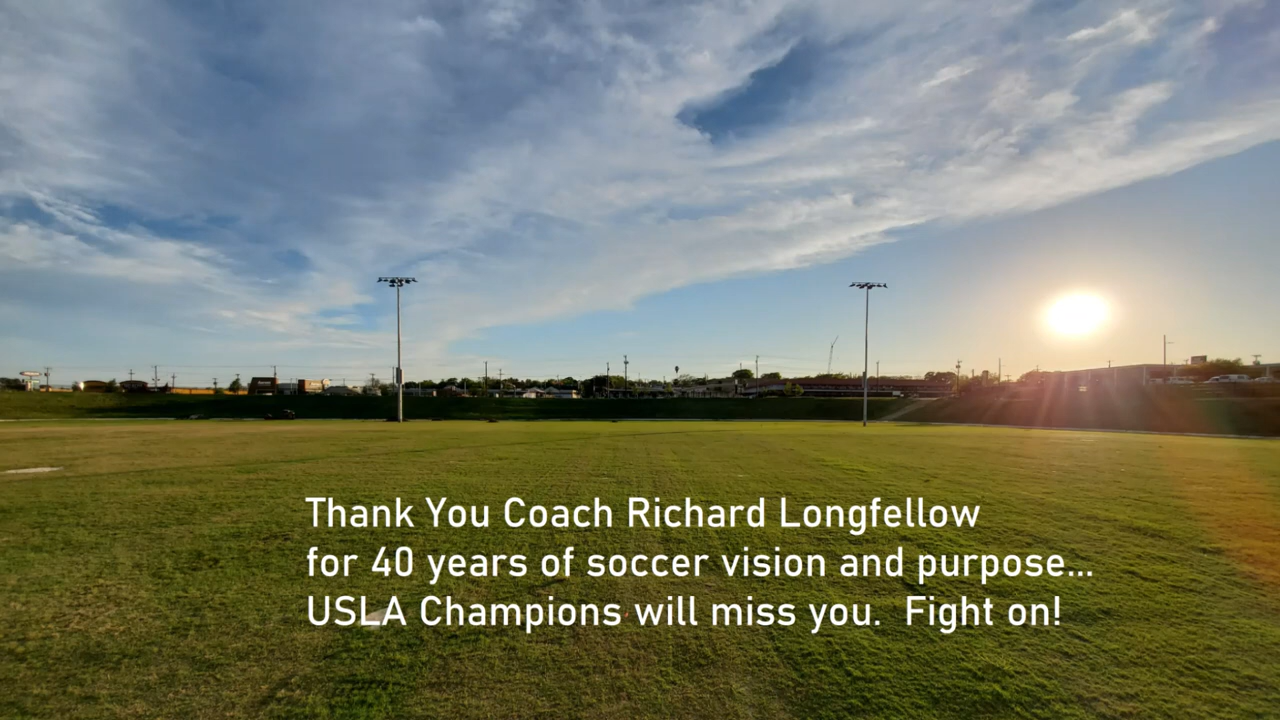 Thank You Coach Richard Longfellow
for 40 years of soccer vision and purpose...
USLA Champions will miss you.  Fight on!